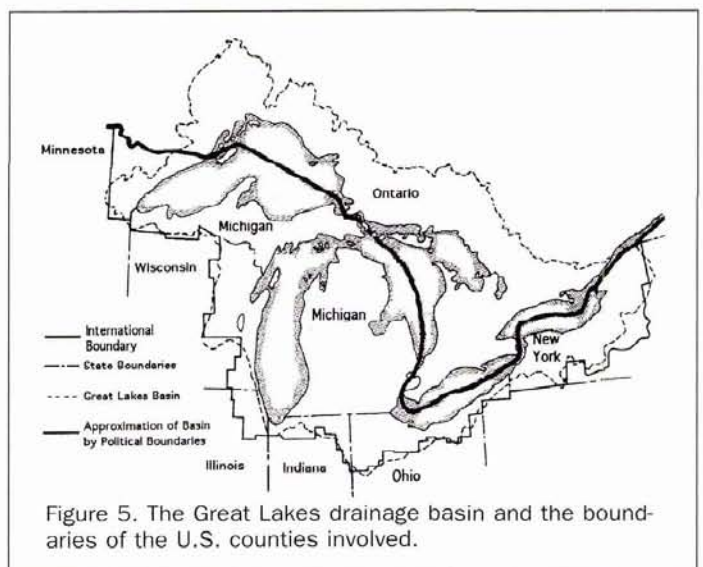 Minnesota
Ontario
Michigan
Wisconsin
Michigan
New
York
International
Boundary
State Boundaries
Great Lakes Basin
Approximation of Basin
by Political Boundaries
Illinois
Indiana
Ohio
Figure 5. The Great Lakes drainage basin and the bound-
aries of the U.S. counties involved.